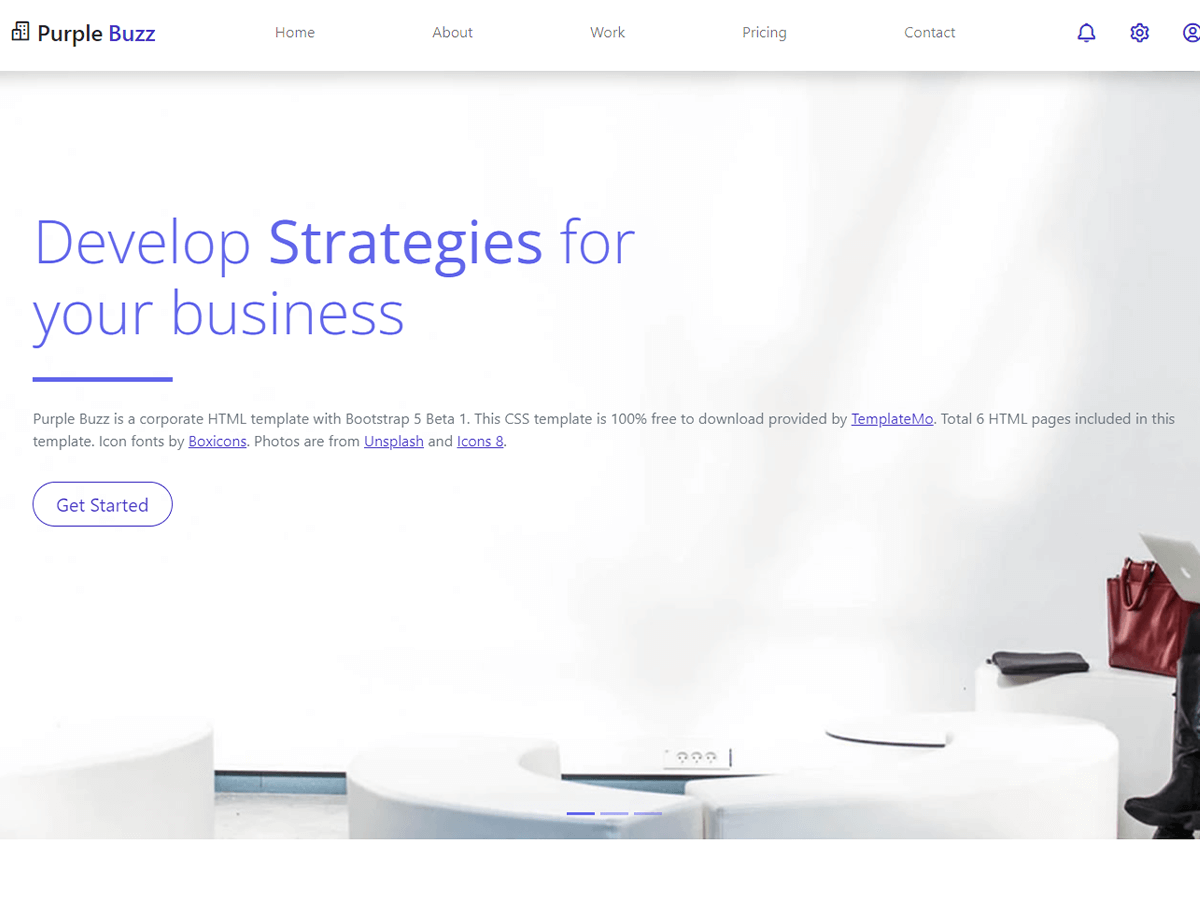 Purple Buzz
Home
About
Work
Pricing
Contact
Develop Strategies for
your business
Purple Buzz is a corporate HTML template with Bootstrap 5 Beta 1. This CSS template is 100% free to download provided by TemplateMo. Total 6 HTML pages included in this
template. Icon fonts by Boxicons. Photos are from Unsplash and Icons 8.
Get Started